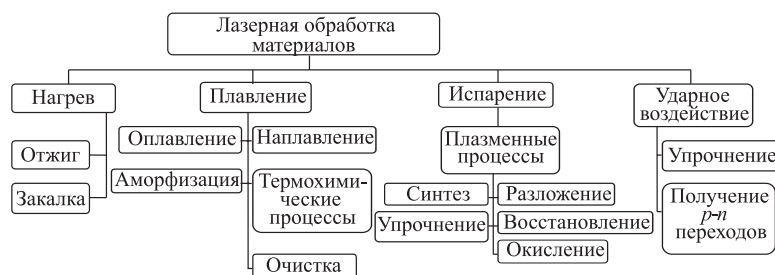 Лазерная обработка
материалов
Нагрев
Плавление
Испарение
Ударное
воздействие
Отжиг
Закалка
Оплавление
Наплавление
Аморфизация
Термохими-
ческие
процессы
Очистка
Плазменные
процессы
Синтез
Разложение
Упрочнение
Восстановление
Окисление
Упрочнение
Получение
p-n
переходов